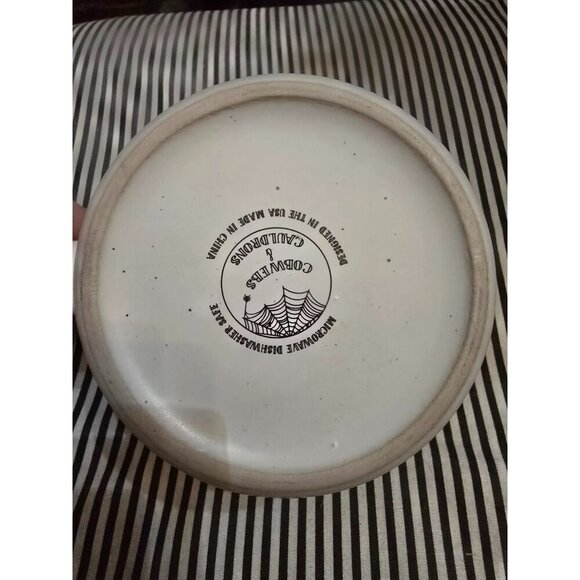 MICROWAVE DISHWASHER SAFE
COBWEBS
&
CAULDRONS
DESIGNED IN THE USA MADE IN CHINA